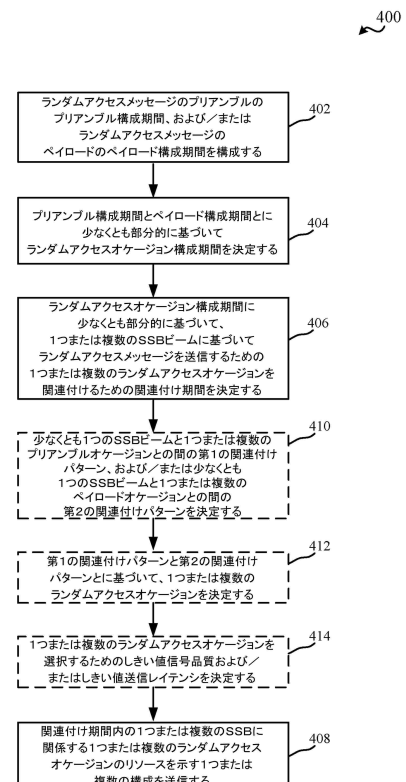 400
ランダムアクセスメッセージのプリアンブルの
プリアンブル構成期間、および／または
ランダムアクセスメッセージの
ペイロードのペイロード構成期間を構成する
402
プリアンブル構成期間とペイロード構成期間とに
少なくとも部分的に基づいて
ランダムアクセスオケージョン構成期間を決定する
404
ランダムアクセスオケージョン構成期間に
少なくとも部分的に基づいて、
1つまたは複数のSSBビームに基づいて
ランダムアクセスメッセージを送信するための
1つまたは複数のランダムアクセスオケージョンを
関連付けるための関連付け期間を決定する
406
少なくとも1つのSSBビームと1つまたは複数の
プリアンブルオケージョンとの間の第1の関連付け
パターン、および／または少なくとも
1つのSSBビームと1つまたは複数の
ペイロードオケージョンとの間の
第2の関連付けパターンを決定する
410
第1の関連付けパターンと第2の関連付け
パターンとに基づいて、1つまたは複数の
ランダムアクセスオケージョンを決定する
412
1つまたは複数のランダムアクセスオケージョンを
選択するためのしきい値信号品質および／
またはしきい値送信レイテンシを決定する
414
関連付け期間内の1つまたは複数のSSBに
関係する1つまたは複数のランダムアクセス
オケージョンのリソースを示す1つまたは
複数の構成を送信する
408